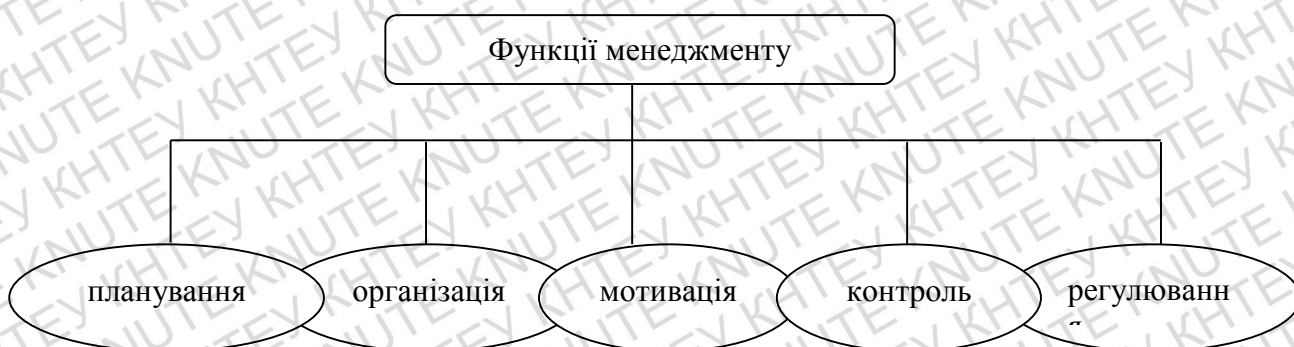 Функції менеджменту
планування
організація
мотивація
контроль
регулюванн
я